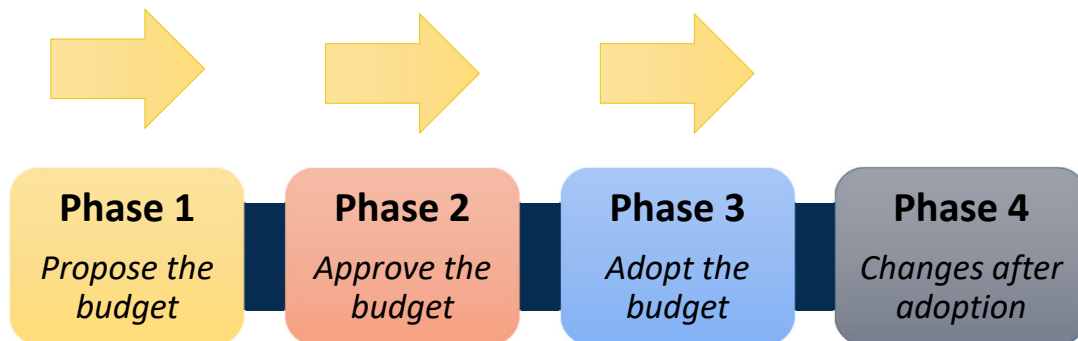 Phase 1
Propose the
budget
Phase 2
Approve the
budget
Phase 3
Adopt the
budget
Phase 4
Changes after
adoption